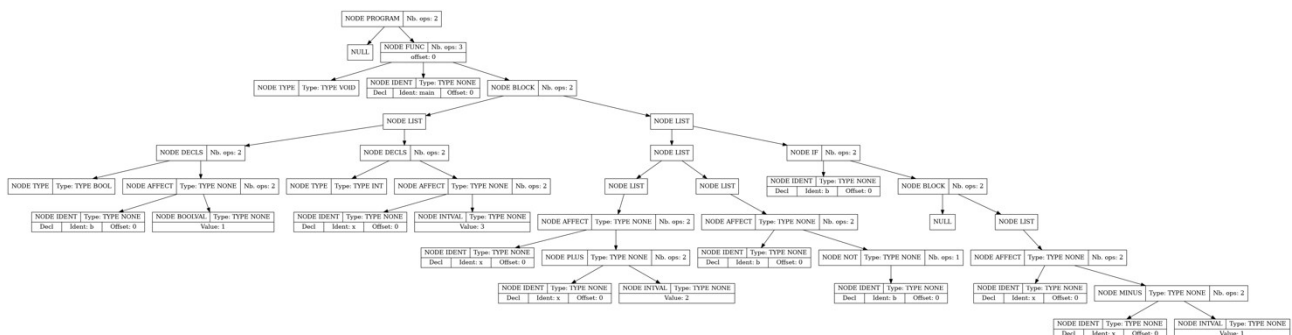 NODE PROGRAM Nb. ops: 2
NULL
NODE FUNC Nb. ops: 3
offset: 0
NODE TYPE Type: TYPE VOID
NODE IDENT Type: TYPE NONE
Decl Ident: main Offset: 0
NODE BLOCK Nb. ops: 2
NODE LIST
NODE LIST
NODE DECLS Nb. ops: 2
NODE DECLS Nb. ops: 2
NODE LIST
NODE IF Nb. ops: 2
NODE TYPE Type: TYPE BOOL
NODE AFFECT Type: TYPE NONE Nb. ops: 2
NODE TYPE Type: TYPE INT
NODE AFFECT Type: TYPE NONE Nb. ops: 2
NODE LIST
NODE LIST
NODE IDENT Type: TYPE NONE
Decl Ident: b Offset: 0
NODE BLOCK Nb. ops: 2
NODE IDENT Type: TYPE NONE
Decl Ident: b Offset: 0
NODE BOOLVAL Type: TYPE NONE
Value: 1
NODE IDENT Type: TYPE NONE
Decl Ident: x Offset: 0
NODE INTVAL Type: TYPE NONE
Value: 3
NODE AFFECT Type: TYPE NONE Nb. ops: 2
NODE AFFECT Type: TYPE NONE Nb. ops: 2
NULL
NODE LIST
NODE IDENT Type: TYPE NONE
Decl Ident: x Offset: 0
NODE PLUS Type: TYPE NONE Nb. ops: 2
NODE IDENT Type: TYPE NONE
Decl Ident: b Offset: 0
NODE NOT Type: TYPE NONE Nb. ops: 1
NODE AFFECT Type: TYPE NONE Nb. ops: 2
NODE IDENT Type: TYPE NONE
Decl Ident: x Offset: 0
NODE INTVAL Type: TYPE NONE
Value: 2
NODE IDENT Type: TYPE NONE
Decl Ident: b Offset: 0
NODE IDENT Type: TYPE NONE
Decl Ident: x Offset: 0
NODE MINUS Type: TYPE NONE Nb. ops: 2
NODE IDENT Type: TYPE NONE
Decl Ident: x Offset: 0
NODE INTVAL Type: TYPE NONE
Value: 1